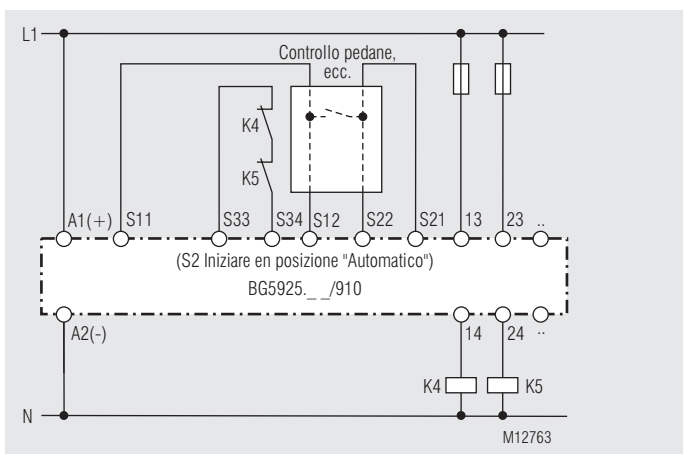 L1
Controllo pedane,
ecc.
K4
K5
A1(+) S11 S33 S34 S12 S22 S21 13 23 ..
(S2 Iniziare en posizione "Automatico")
BG5925._ _/910
A2(-) 14 24 ..
K4 K5
N
M12763